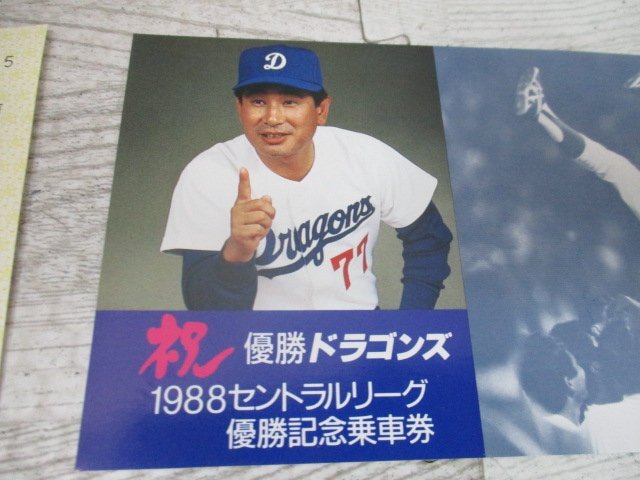 5
D
Dragons
77
祝 優勝ドラゴンズ
1988セントラルリーグ
優勝記念乗車券